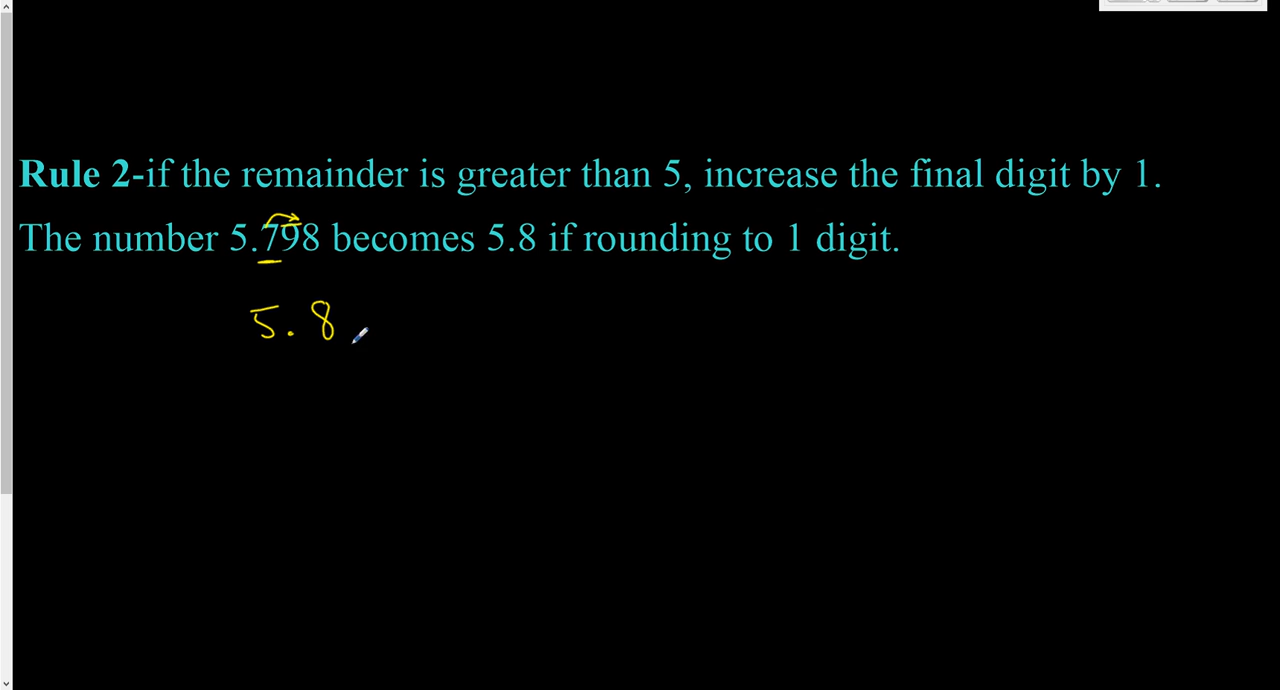 Rule 2-if the remainder is greater than 5, increase the final digit by 1.
The number 5.798 becomes 5.8 if rounding to 1 digit.
5.8